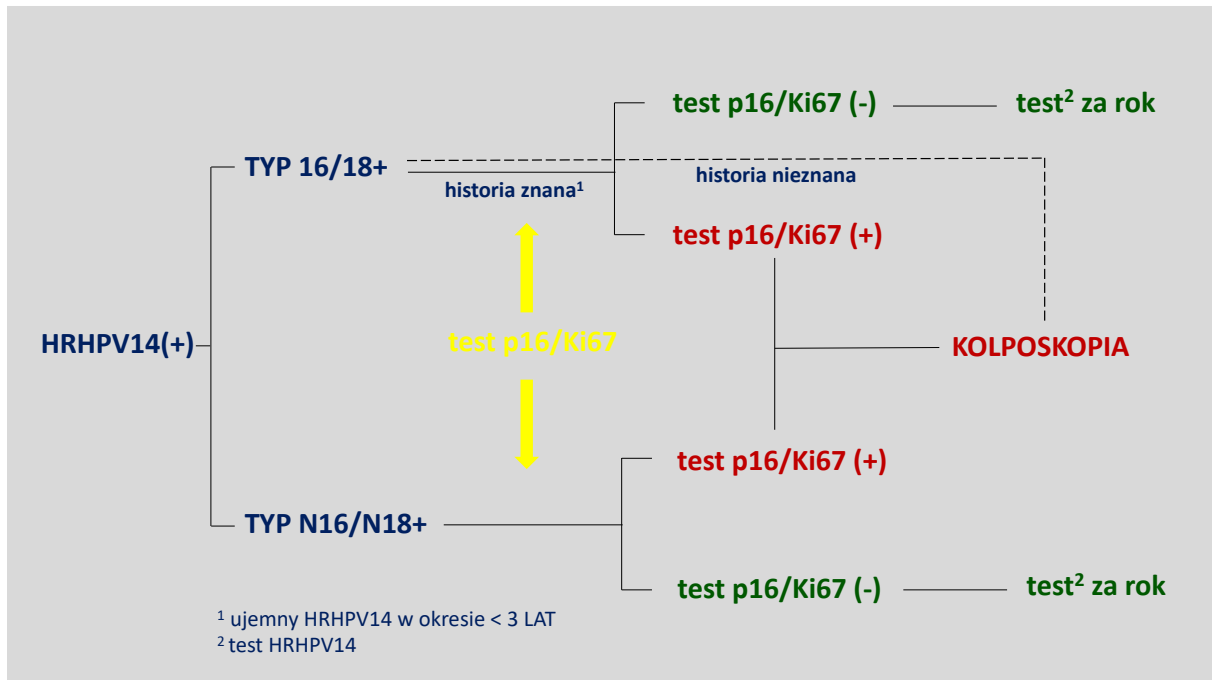 test p16/Ki67 (-)
test² za rok
TYP 16/18+
historia znana¹
historia nieznana
test p16/Ki67 (+)
HRHPV14(+)
test p16/Ki67
KOLPOSKOPIA
test p16/Ki67 (+)
TYP N16/N18+
test p16/Ki67 (-)
test² za rok
¹ ujemny HRHPV14 w okresie < 3 LAT
² test HRHPV14